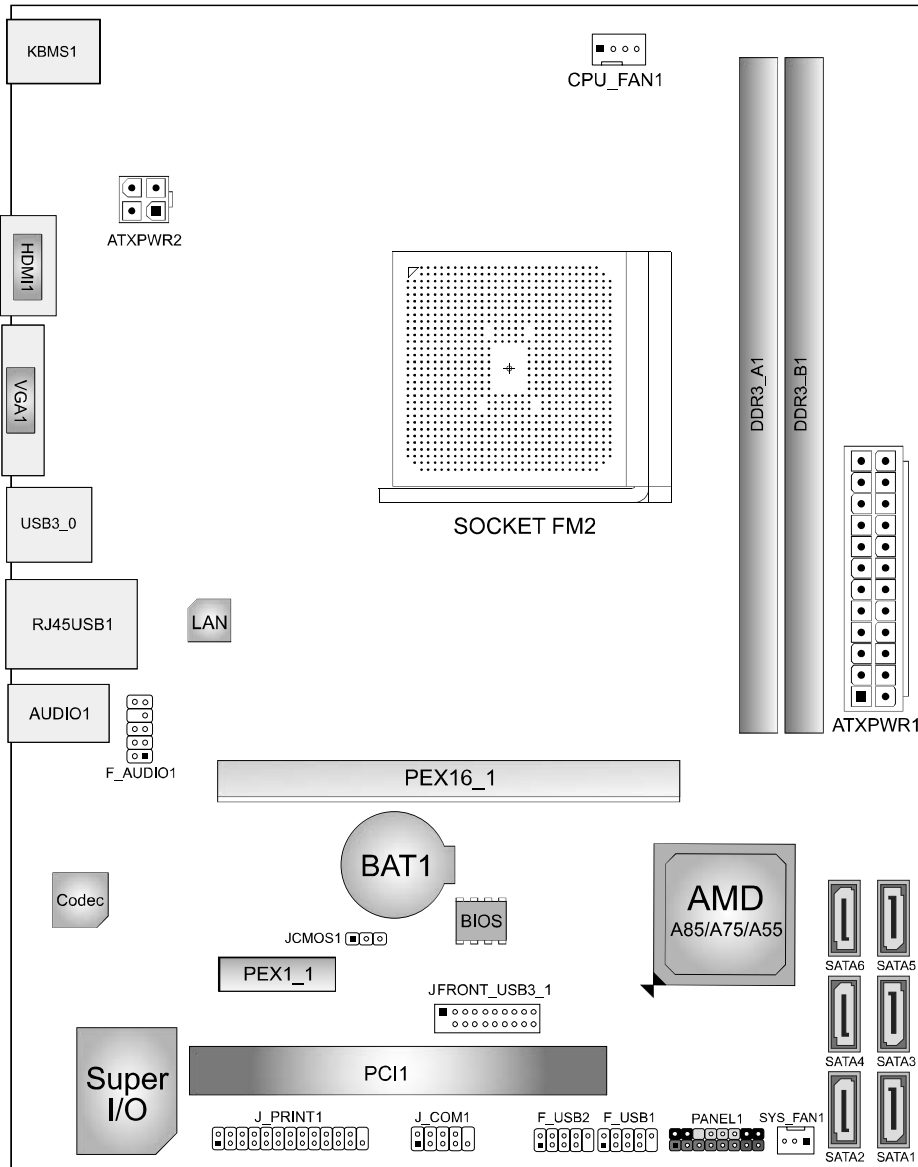 KBMS1
CPU_FAN1
ATXPWR2
HDMI1
VGA1
DDR3_A1
DDR3_B1
USB3_0
SOCKET FM2
RJ45USB1
LAN
AUDIO1
ATXPWR1
F_AUDIO1
PEX16_1
BAT1
AMD
A85/A75/A55
Codec
BIOS
JCMOS1
SATA6
SATA5
PEX1_1
JFRONT_USB3_1
SATA4
SATA3
Super
I/O
PCI1
J_PRINT1
J_COM1
F_USB2
F_USB1
PANEL1
SYS_FAN1
SATA2
SATA1